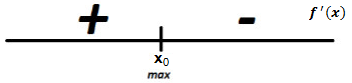 + - f'(x)
x₀
max